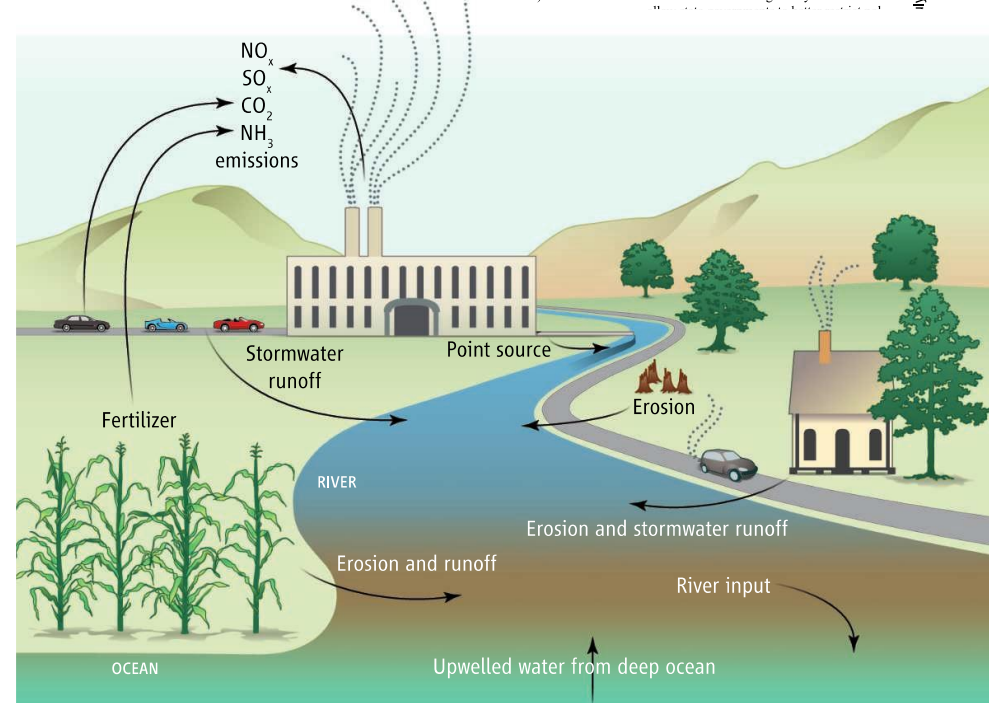 NOx
SOx
CO2
NH3
emissions
Stormwater
runoff
Point source
Erosion
Fertilizer
RIVER
Erosion and stormwater runoff
Erosion and runoff
River input
OCEAN
Upwelled water from deep ocean